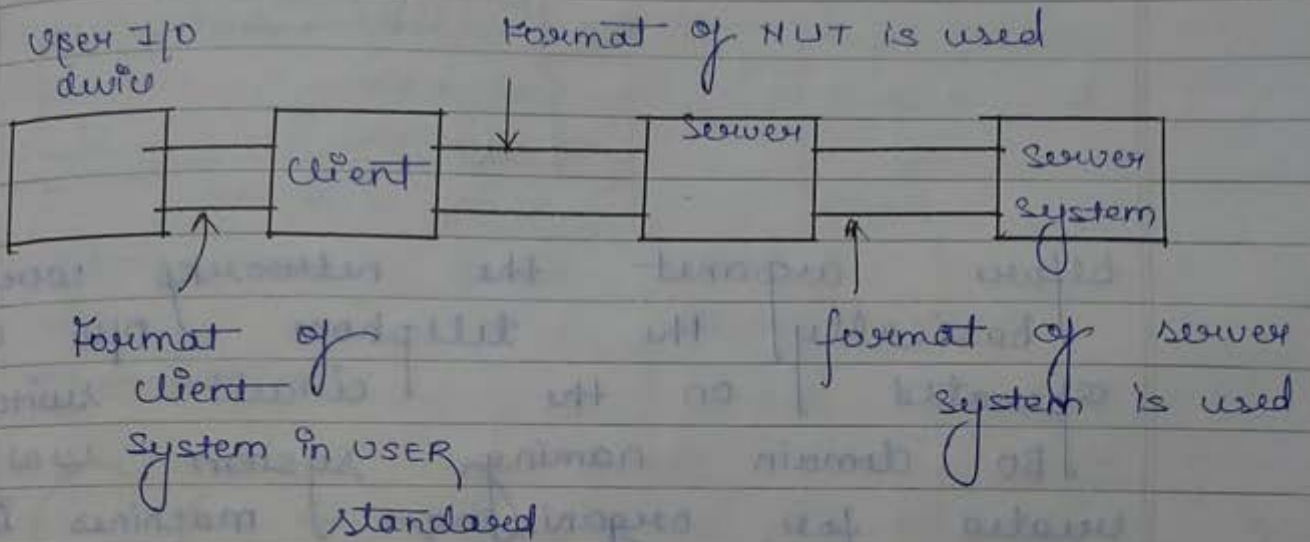 User I/O
device
Format of NUT is used
Client
Server
Server
System
Format of
client
system in USER
standard
format of server
system is used